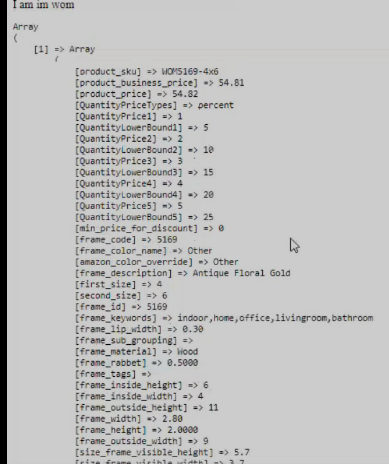 I am im wom
Array
(
[1] => Array
(
[product_sku] => WOM5169-4x6
[product_business_price] => 54.81
[product_price] => 54.82
[QuantityPriceTypes] => percent
[QuantityPrice1] => 1
[QuantityLowerBound1] => 5
[QuantityPrice2] => 2
[QuantityLowerBound2] => 10
[QuantityPrice3] => 3
[QuantityLowerBound3] => 15
[QuantityPrice4] => 4
[QuantityLowerBound4] => 20
[QuantityPrice5] => 5
[QuantityLowerBound5] => 25
[min_price_for_discount] => 0
[frame_code] => 5169
[frame_color_name] => Other
[amazon_color_override] => Other
[frame_description] => Antique Floral Gold
[first_size] => 4
[second_size] => 6
[frame_id] => 5169
[frame_keywords] => indoor,home,office,livingroom,bathroom
[frame_lip_width] => 0.30
[frame_sub_grouping] =>
[frame_material] => Wood
[frame_rabbet] => 0.5000
[frame_tags] =>
[frame_inside_height] => 6
[frame_inside_width] => 4
[frame_outside_height] => 11
[frame_width] => 2.80
[frame_height] => 2.0000
[frame_outside_width] => 9
[size_frame_visible_height] => 5.7
[size_frame_visible_width] => 3.7